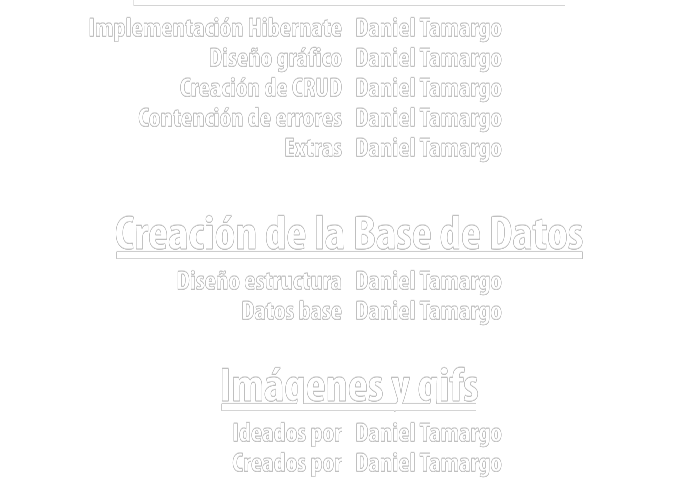 Implementación Hibernate Daniel Tamargo
Diseño gráfico Daniel Tamargo
Creación de CRUD Daniel Tamargo
Contención de errores Daniel Tamargo
Extras Daniel Tamargo
Creación de la Base de Datos
Diseño estructura Daniel Tamargo
Datos base Daniel Tamargo
Imágenes y gifs
Ideados por Daniel Tamargo
Creados por Daniel Tamargo